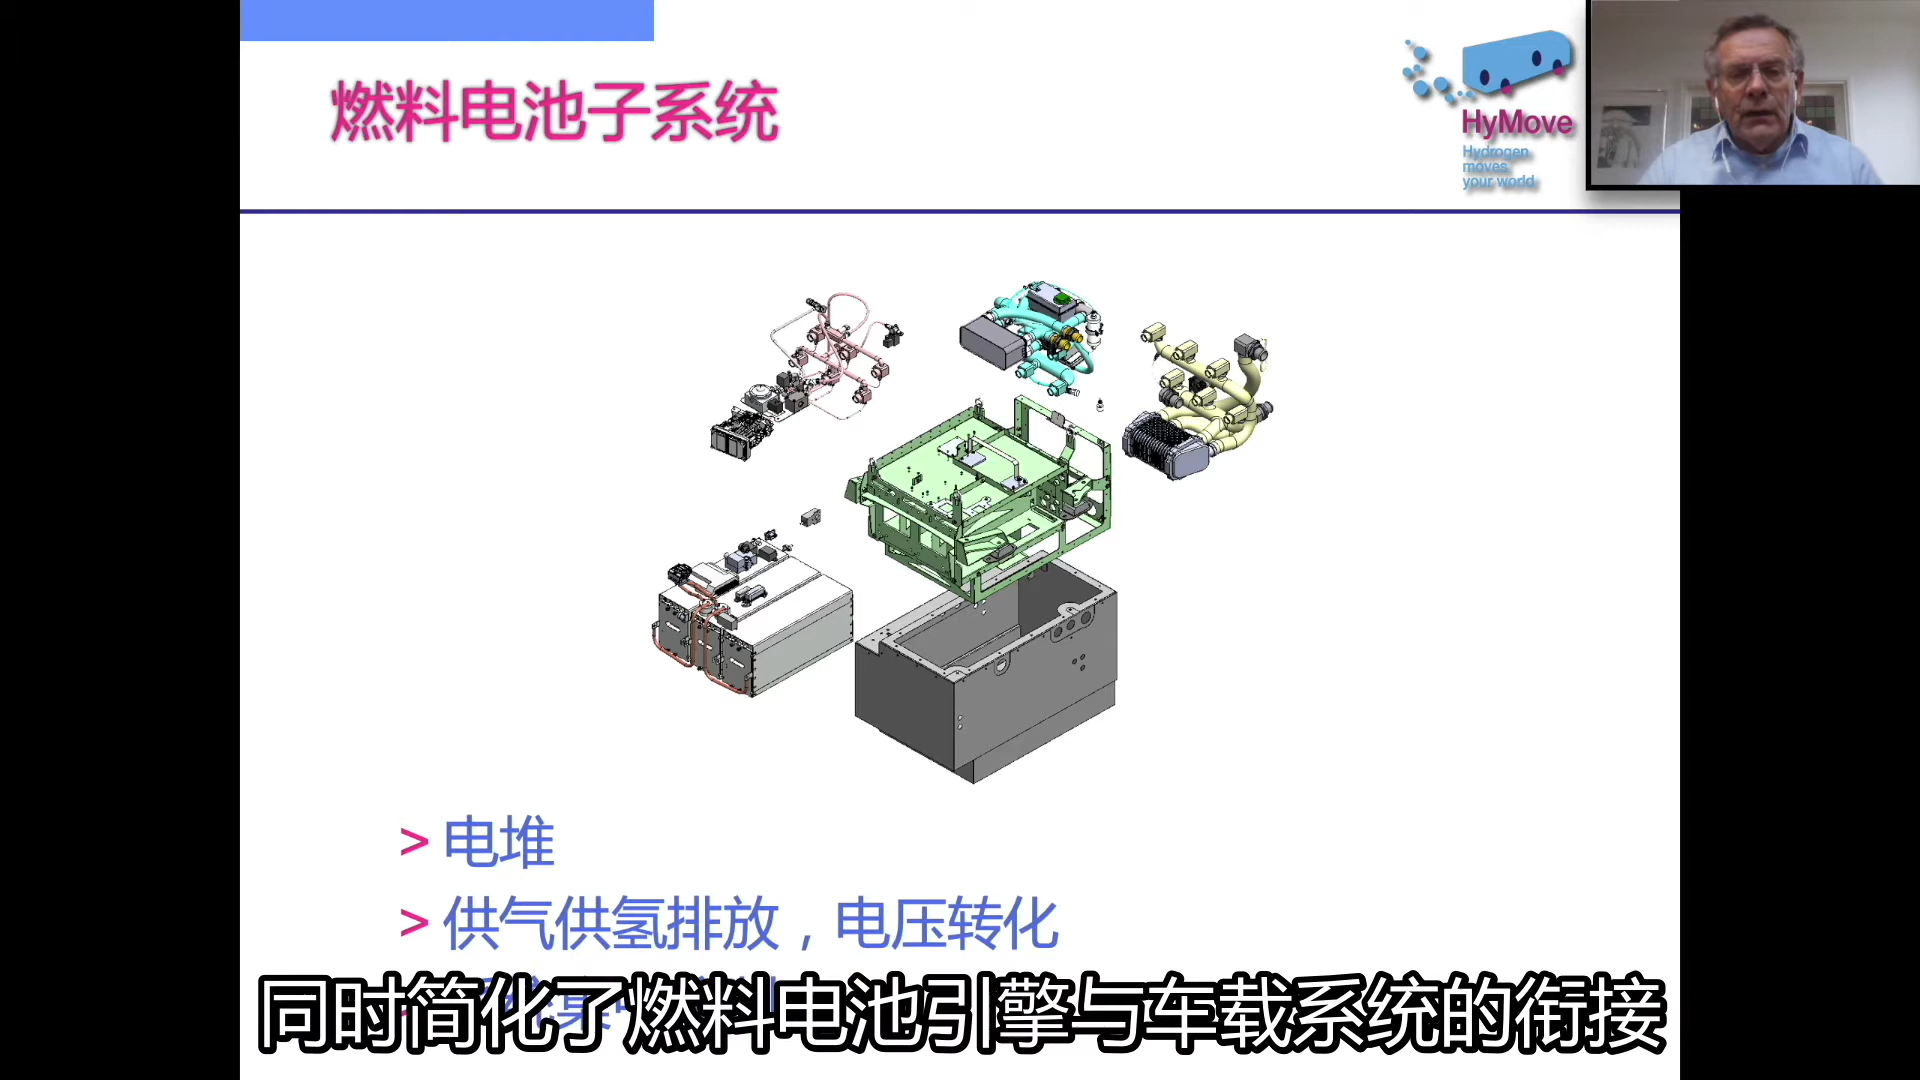 燃料电池子系统
HyMove
Hydrogen
moves
your world
> 电堆
> 供气供氢排放，电压转化
同时简化了燃料电池引擎与车载系统的衔接